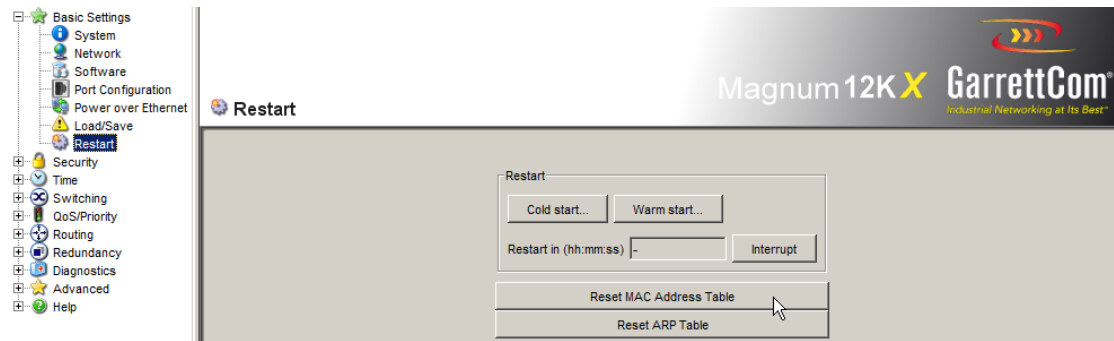 Basic Settings
System
Network
Software
Port Configuration
Power over Ethernet
Load/Save
Restart
Security
Time
Switching
QoS/Priority
Routing
Redundancy
Diagnostics
Advanced
Help
Restart
Magnum 12K X
GarrettCom®
Industrial Networking at Its Best™
Restart
Cold start... Warm start...
Restart in (hh:mm:ss) - Interrupt
Reset MAC Address Table
Reset ARP Table